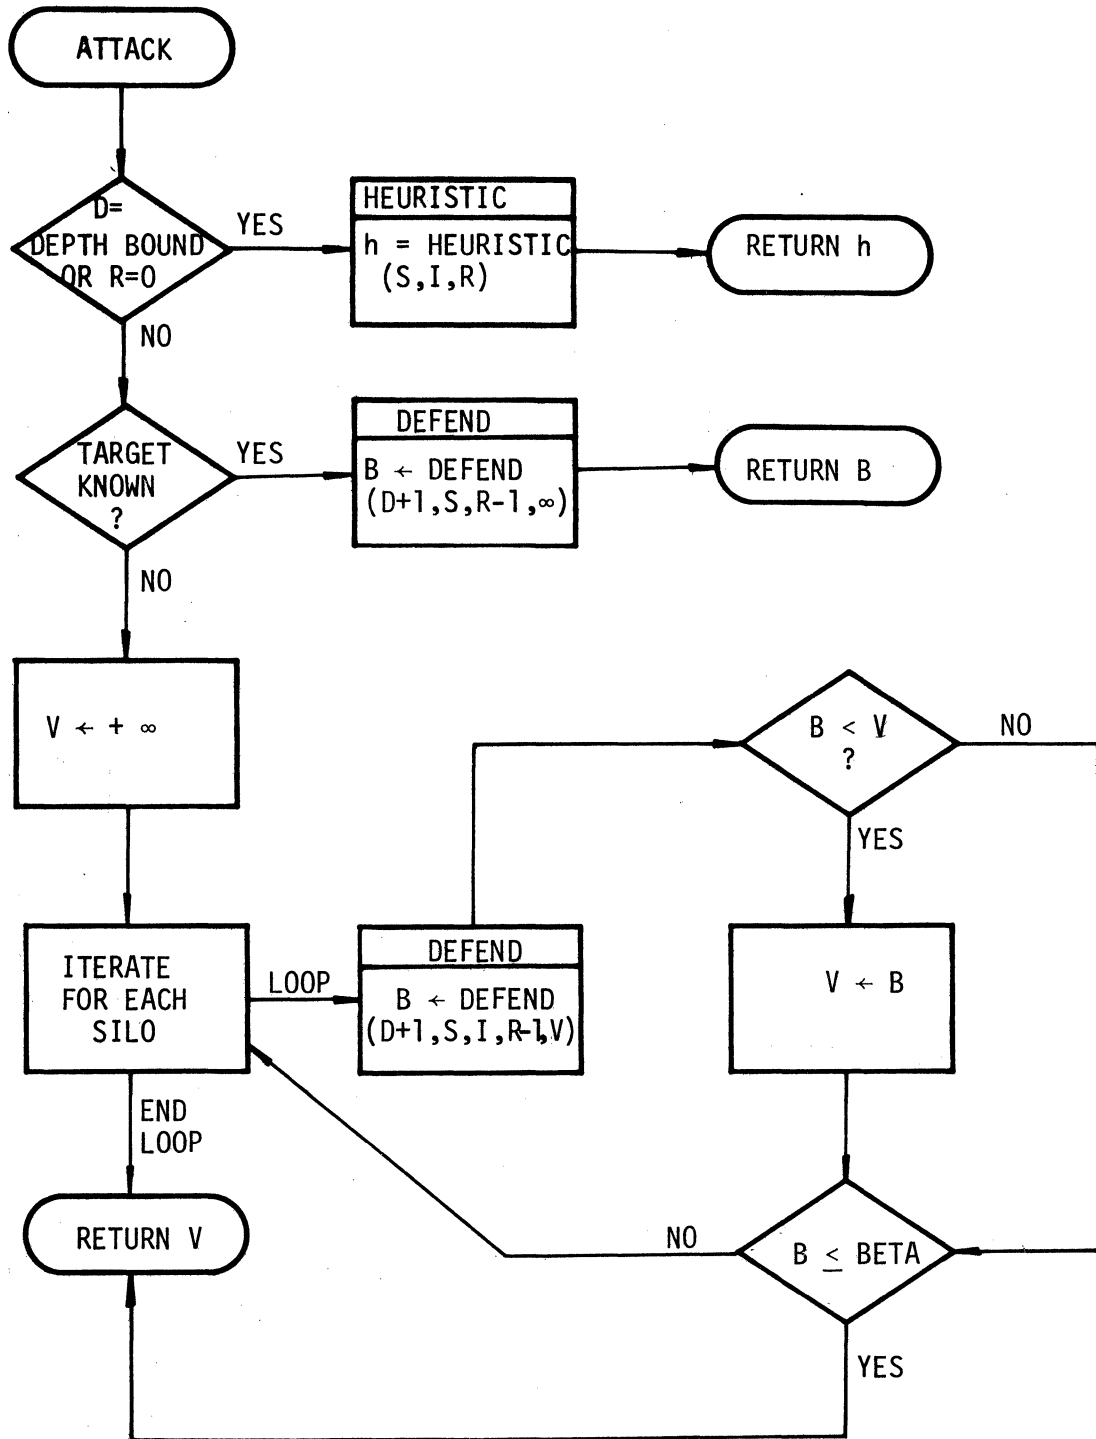 ATTACK
D=
DEPTH BOUND
OR R=0
YES
HEURISTIC
h = HEURISTIC
(S,I,R)
RETURN h
NO
TARGET
KNOWN
?
YES
DEFEND
B ← DEFEND
(D+1,S,R-1,∞)
RETURN B
NO
V ← + ∞
B < V
?
NO
YES
ITERATE
FOR EACH
SILO
LOOP
DEFEND
B ← DEFEND
(D+1,S,I,R-1,V)
V ← B
END
LOOP
RETURN V
NO
B ≤ BETA
YES